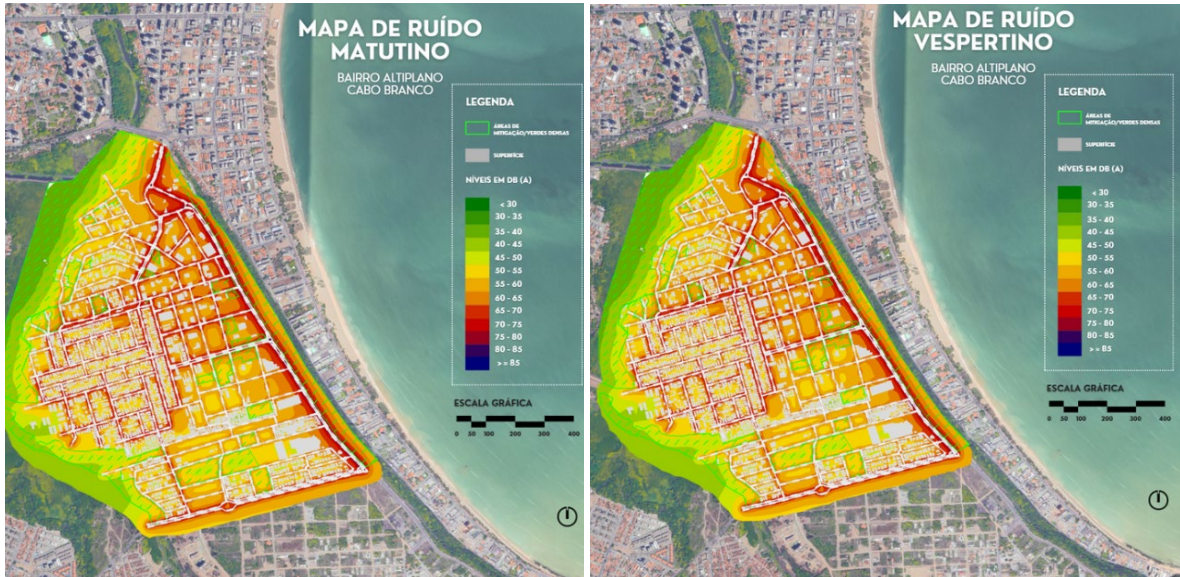 MAPA DE RUÍDO
MATUTINO
BAIRRO ALTIPLANO
CABO BRANCO
LEGENDA
ÁREAS DE
MITIGAÇÃO/VERDES DENSAS
SUPERFÍCIE
NÍVEIS EM DB (A)
< 30
30 - 35
35 - 40
40 - 45
45 - 50
50 - 55
55 - 60
60 - 65
65 - 70
70 - 75
75 - 80
80 - 85
> = 85
ESCALA GRÁFICA
0 50 100 200 300 400
MAPA DE RUÍDO
VESPERTINO
BAIRRO ALTIPLANO
CABO BRANCO
LEGENDA
ÁREAS DE
MITIGAÇÃO/VERDES DENSAS
SUPERFÍCIE
NÍVEIS EM DB (A)
< 30
30 - 35
35 - 40
40 - 45
45 - 50
50 - 55
55 - 60
60 - 65
65 - 70
70 - 75
75 - 80
80 - 85
> = 85
ESCALA GRÁFICA
0 50 100 200 300 400